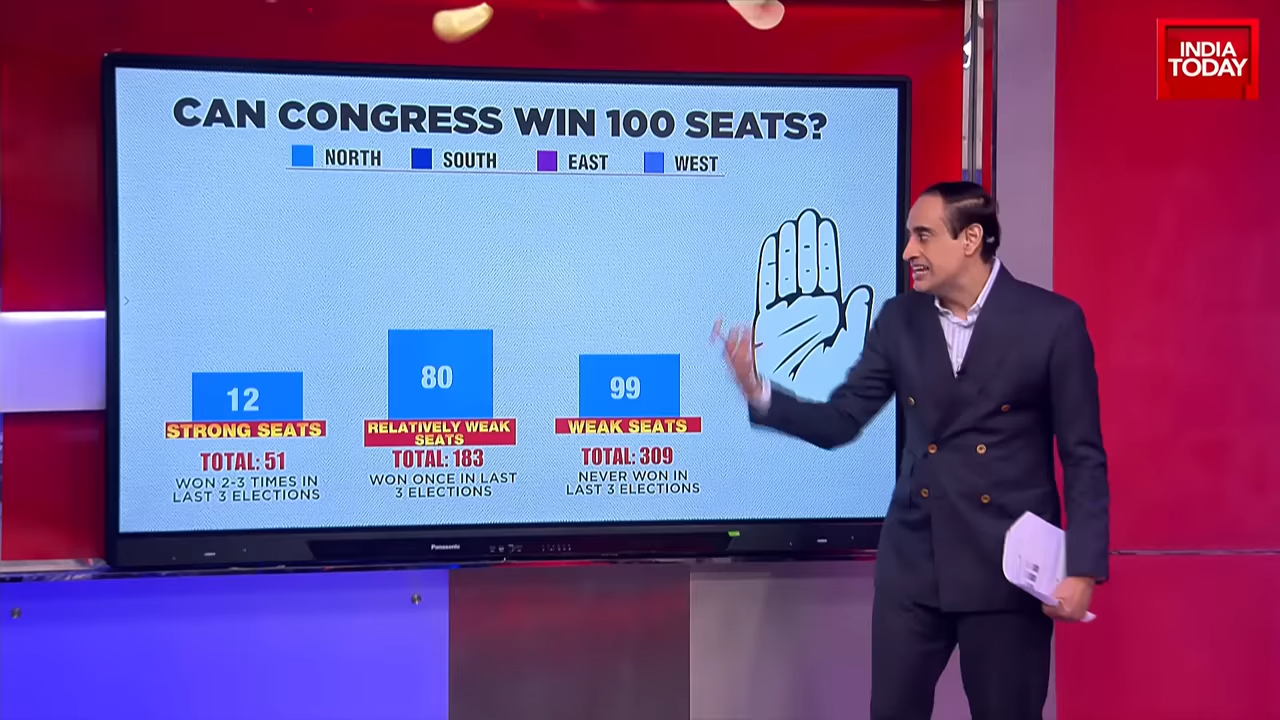 INDIA
TODAY
CAN CONGRESS WIN 100 SEATS?
NORTH SOUTH EAST WEST
12 80 99
STRONG SEATS
TOTAL: 51
WON 2-3 TIMES IN
LAST 3 ELECTIONS
RELATIVELY WEAK
SEATS
TOTAL: 183
WON ONCE IN LAST
3 ELECTIONS
WEAK SEATS
TOTAL: 309
NEVER WON IN
LAST 3 ELECTIONS
Panasonic